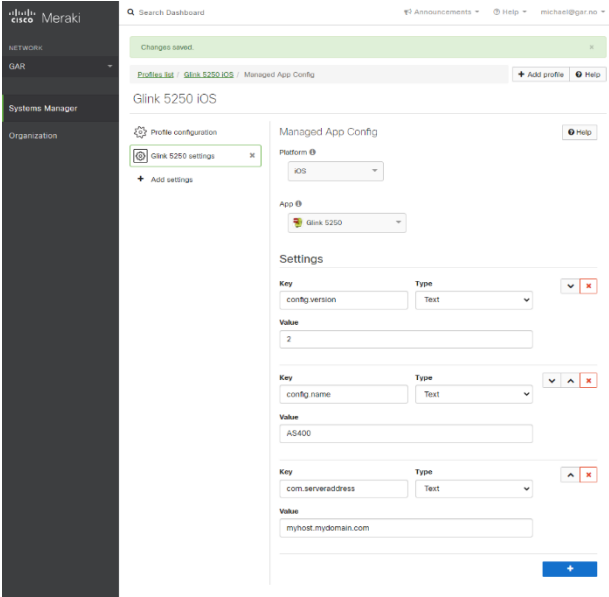 cisco Meraki
Search Dashboard
Announcements
Help
michael@gar.no
NETWORK
GAR
Systems Manager
Organization
Changes saved.
×
Profiles list / Glink 5250 iOS / Managed App Config
+ Add profile
Help
Glink 5250 iOS
Profile configuration
Glink 5250 settings
+ Add settings
Managed App Config
Help
Platform
iOS
App
Glink 5250
Settings
Key Type
config.version Text
Value
2
Key Type
config.name Text
Value
AS400
Key Type
com.serveraddress Text
Value
myhost.mydomain.com
+